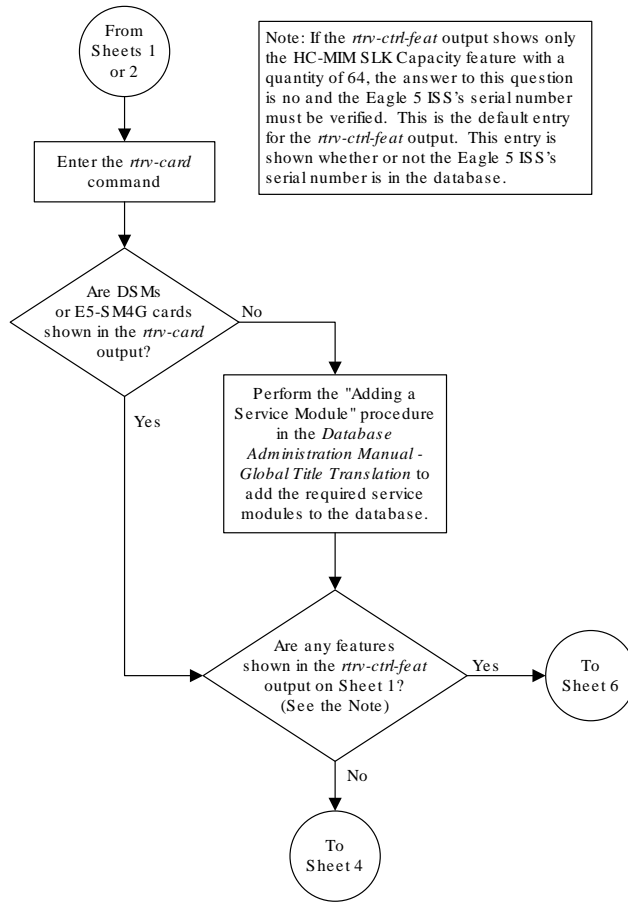 From
Sheets 1
or 2
Note: If the rtrv-ctrl-feat output shows only
the HC-MIM SLK Capacity feature with a
quantity of 64, the answer to this question
is no and the Eagle 5 ISS's serial number
must be verified. This is the default entry
for the rtrv-ctrl-feat output. This entry is
shown whether or not the Eagle 5 ISS's
serial number is in the database.
Enter the rtrv-card
command
Are DSMs
or E5-SM4G cards
shown in the rtrv-card
output?
No
Yes
Perform the "Adding a
Service Module" procedure
in the Database
Administration Manual -
Global Title Translation to
add the required service
modules to the database.
Are any features
shown in the rtrv-ctrl-feat
output on Sheet 1?
(See the Note)
Yes
To
Sheet 6
No
To
Sheet 4